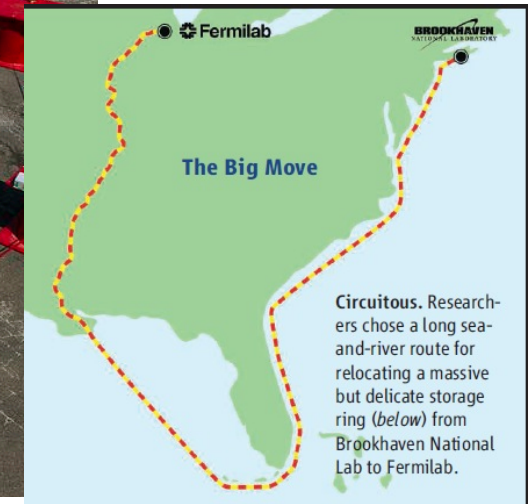 Fermilab
BROOKHAVEN
NATIONAL LABORATORY
The Big Move
Circuitous. Research-
ers chose a long sea-
and-river route for
relocating a massive
but delicate storage
ring (below) from
Brookhaven National
Lab to Fermilab.